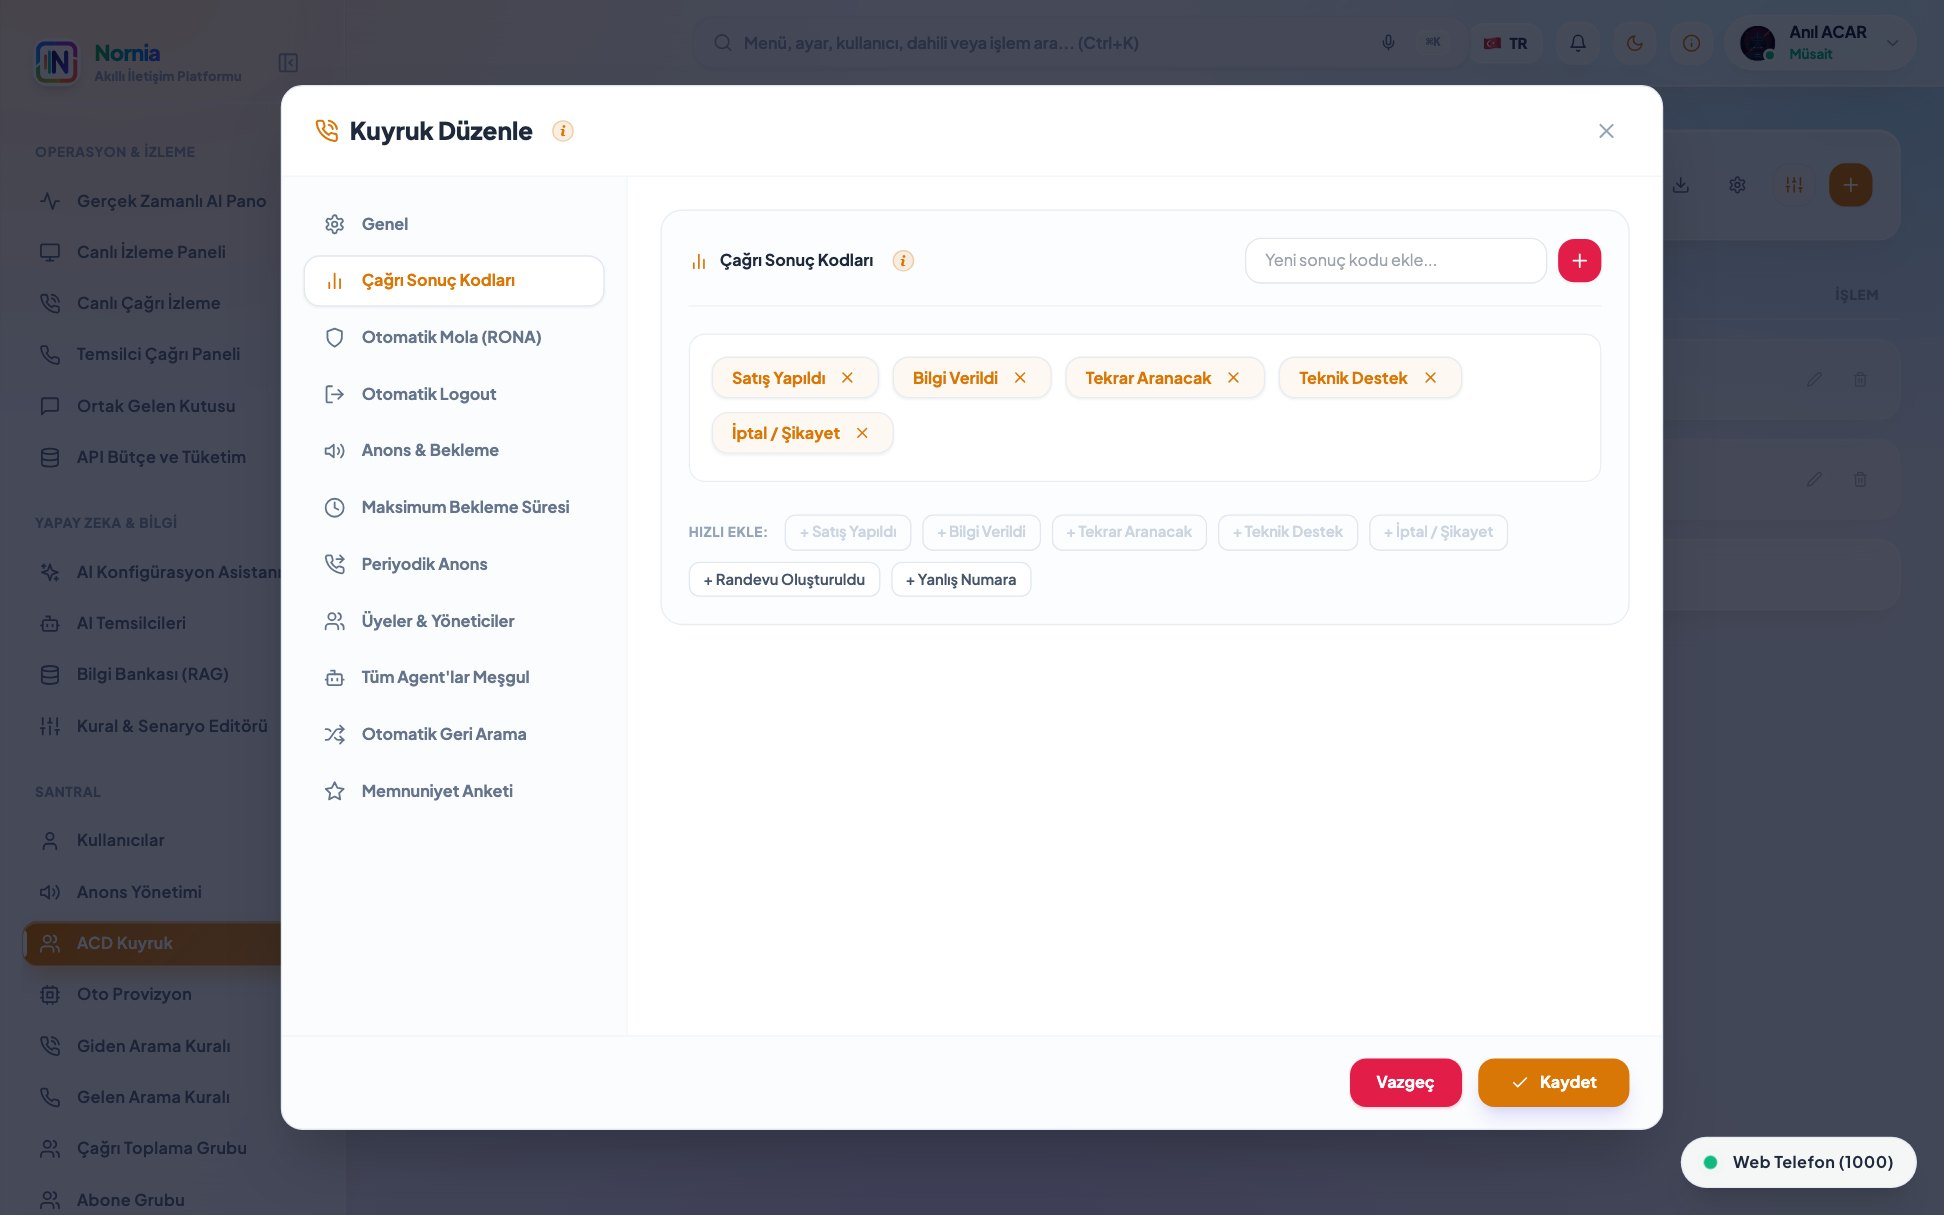 Nornia
Akıllı İletişim Platformu
Menü, ayar, kullanıcı, dahili veya işlem ara... (Ctrl+K)
⌘K
TR
Anıl ACAR
Müsait
OPERASYON & İZLEME
Gerçek Zamanlı AI Pano
Canlı İzleme Paneli
Canlı Çağrı İzleme
Temsilci Çağrı Paneli
Ortak Gelen Kutusu
API Bütçe ve Tüketim
YAPAY ZEKA & BİLGİ
AI Konfigürasyon Asistanı
AI Temsilcileri
Bilgi Bankası (RAG)
Kural & Senaryo Editörü
SANTRAL
Kullanıcılar
Anons Yönetimi
ACD Kuyruk
Oto Provizyon
Giden Arama Kuralı
Gelen Arama Kuralı
Çağrı Toplama Grubu
Abone Grubu
Kuyruk Düzenle
Genel
Çağrı Sonuç Kodları
Otomatik Mola (RONA)
Otomatik Logout
Anons & Bekleme
Maksimum Bekleme Süresi
Periyodik Anons
Üyeler & Yöneticiler
Tüm Agent'lar Meşgul
Otomatik Geri Arama
Memnuniyet Anketi
Çağrı Sonuç Kodları
Yeni sonuç kodu ekle...
Satış Yapıldı
Bilgi Verildi
Tekrar Aranacak
Teknik Destek
İptal / Şikayet
HIZLI EKLE:
+ Satış Yapıldı
+ Bilgi Verildi
+ Tekrar Aranacak
+ Teknik Destek
+ İptal / Şikayet
+ Randevu Oluşturuldu
+ Yanlış Numara
İŞLEM
Vazgeç
Kaydet
Web Telefon (1000)